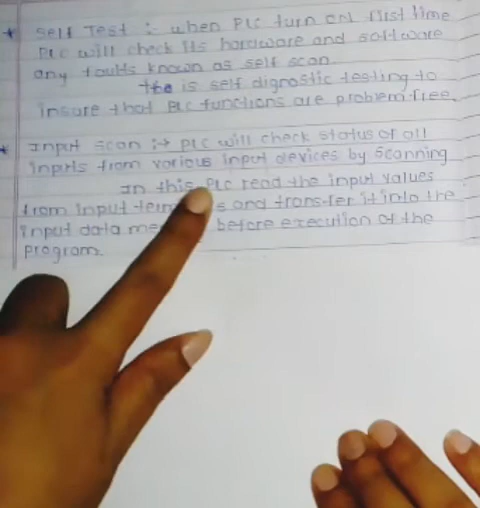 * Self Test :- when PLC turn on first time
PLC will check its hardware and software
any faults known as self scan
the is self dignostic testing to
insure that PLC functions are problem free.
* Input scan :→ PLC will check status of all
inputs from various input devices by scanning
In this PLC read the input values
from input s and transfer it into the
input data before execution of the
program.